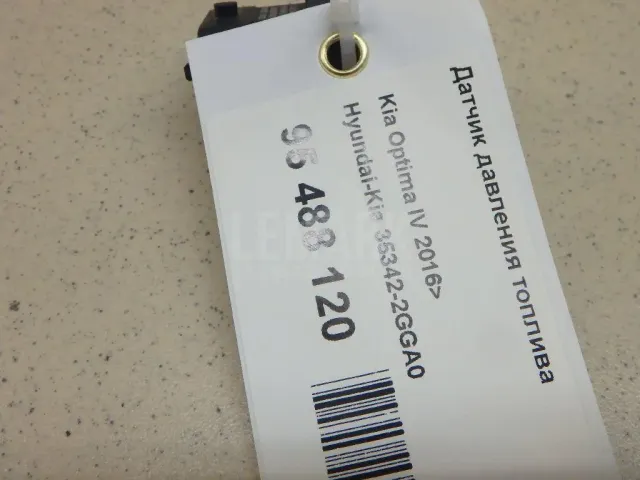 Датчик давления топлива
Kia Optima IV 2016>
Hyundai-Kia 35342-2GGA0
95 488 120